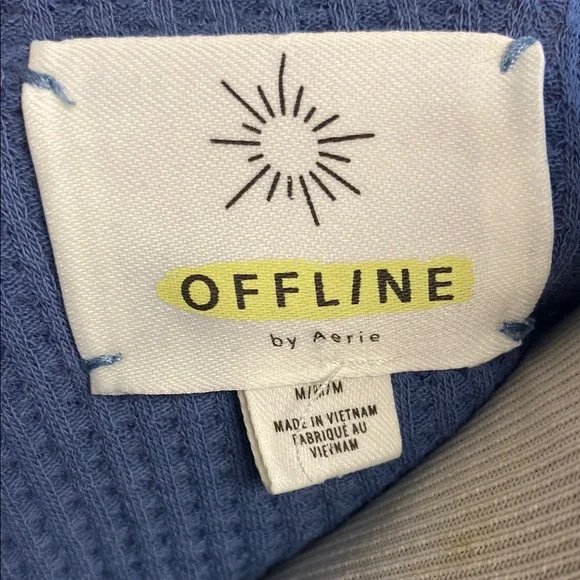 OFFLINE
by Aerie
M/M/M
MADE IN VIETNAM
FABRIQUÉ AU
VIETNAM